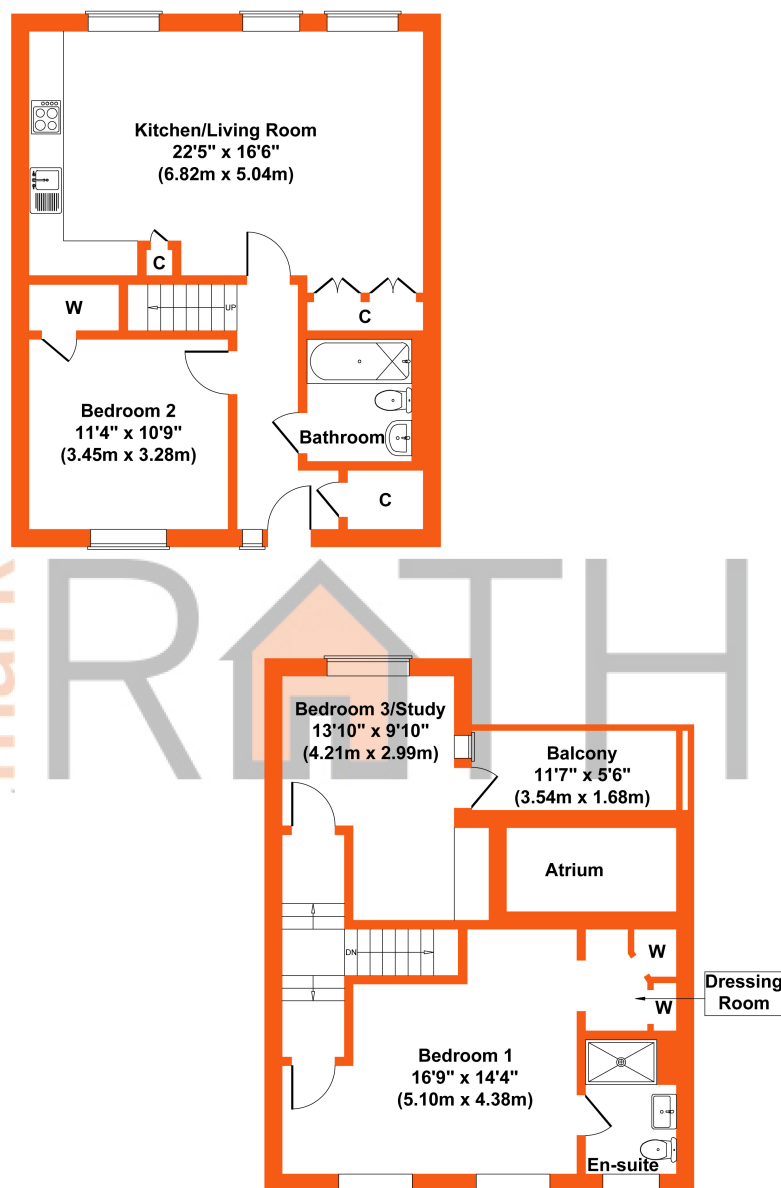 Kitchen/Living Room
22'5" x 16'6"
(6.82m x 5.04m)
C
W
UP
C
Bedroom 2
11'4" x 10'9"
(3.45m x 3.28m)
Bathroom
C
RATH
Bedroom 3/Study
13'10" x 9'10"
(4.21m x 2.99m)
Balcony
11'7" x 5'6"
(3.54m x 1.68m)
Atrium
DN
W
Dressing
Room
W
Bedroom 1
16'9" x 14'4"
(5.10m x 4.38m)
En-suite